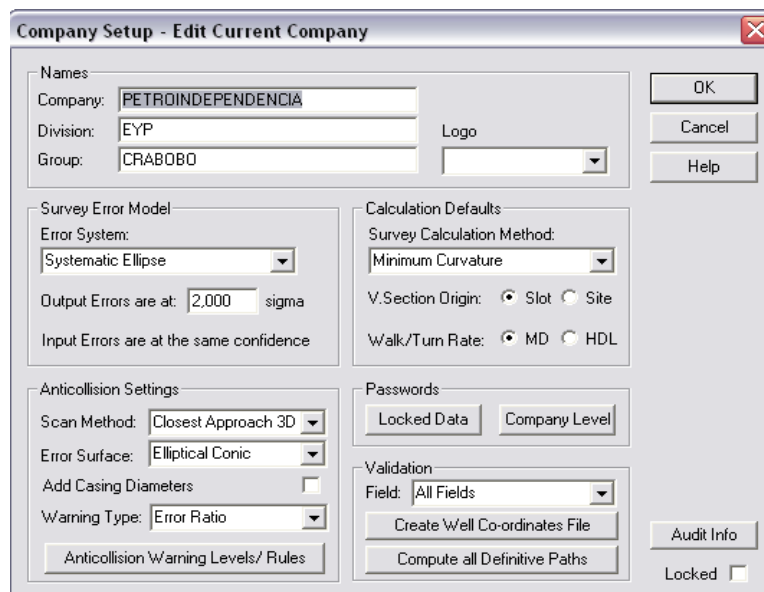 Company Setup - Edit Current Company
Names
Company: PETROINDEPENDENCIA
Division: EYP
Group: CRABOBO
Logo
OK
Cancel
Help
Survey Error Model
Error System:
Systematic Ellipse
Output Errors are at: 2,000 sigma
Input Errors are at the same confidence
Calculation Defaults
Survey Calculation Method:
Minimum Curvature
V.Section Origin: Slot Site
Walk/Turn Rate: MD HDL
Anticollision Settings
Scan Method: Closest Approach 3D
Error Surface: Elliptical Conic
Add Casing Diameters
Warning Type: Error Ratio
Anticollision Warning Levels/ Rules
Passwords
Locked Data Company Level
Validation
Field: All Fields
Create Well Co-ordinates File
Compute all Definitive Paths
Audit Info
Locked